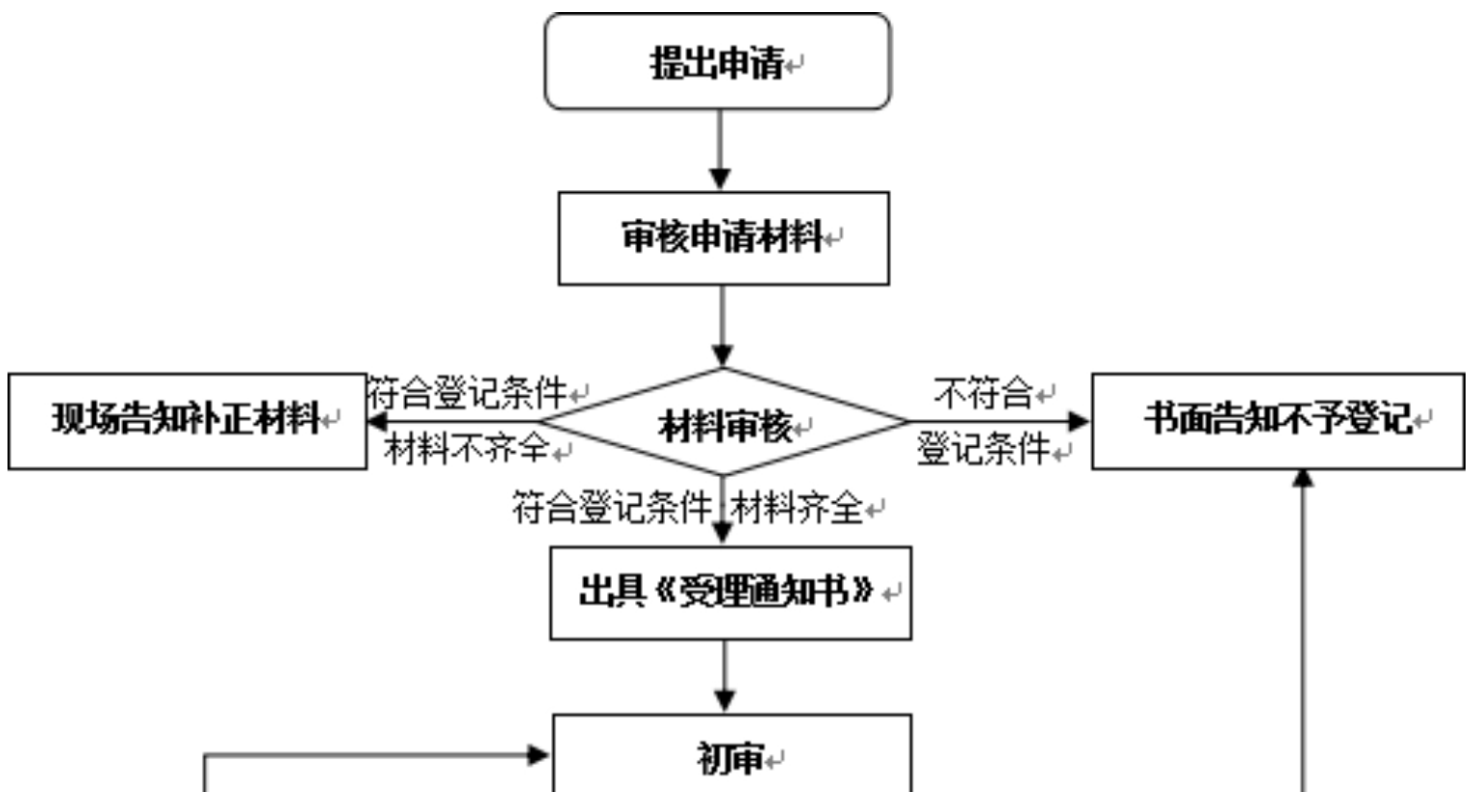 提出申请
审核申请材料
符合登记条件
不符合
现场告知补正材料
材料审核
书面告知不予登记
材料不齐全
登记条件
符合登记条件 材料齐全
出具《受理通知书》
初审